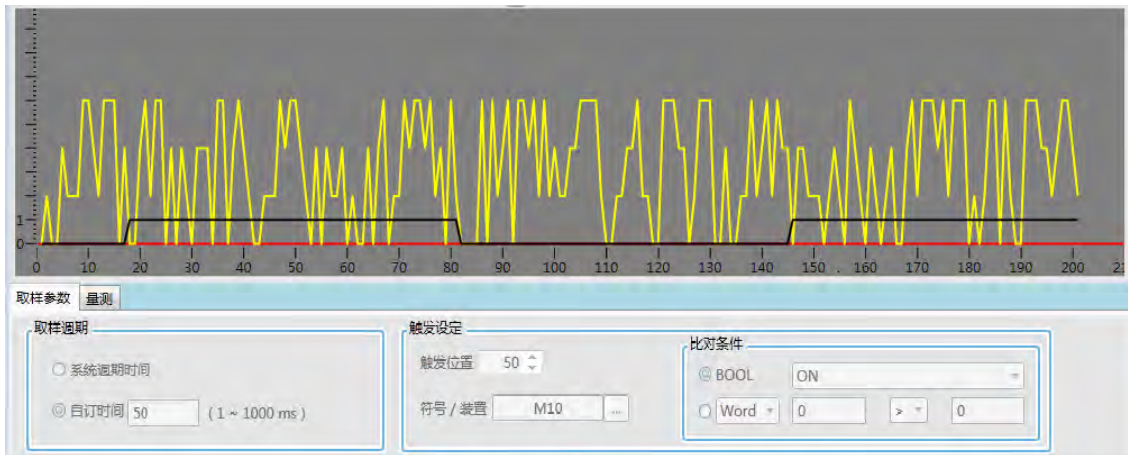 1
0
0 10 20 30 40 50 60 70 80 90 100 110 120 130 140 150 . 160 170 180 190 200 21
取样参数 量测
取样週期
系统週期时间
自订时间 50 ( 1 ~ 1000 ms )
触发设定
触发位置 50
符号 / 装置 M10 ...
比对条件
BOOL ON
Word 0 > 0